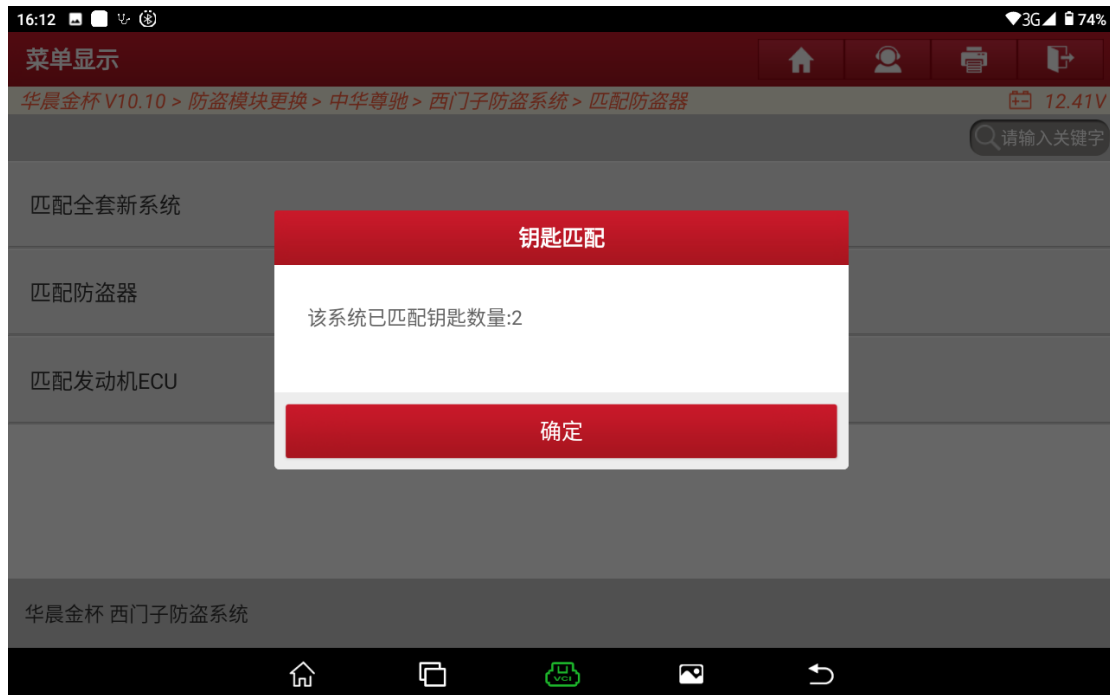 16:12 3G 74%
菜单显示
华晨金杯 V10.10 > 防盗模块更换 > 中华尊驰 > 西门子防盗系统 > 匹配防盗器 12.41V
请输入关键字
匹配全套新系统
钥匙匹配
匹配防盗器
该系统已匹配钥匙数量:2
匹配发动机ECU
确定
华晨金杯 西门子防盗系统
VCI